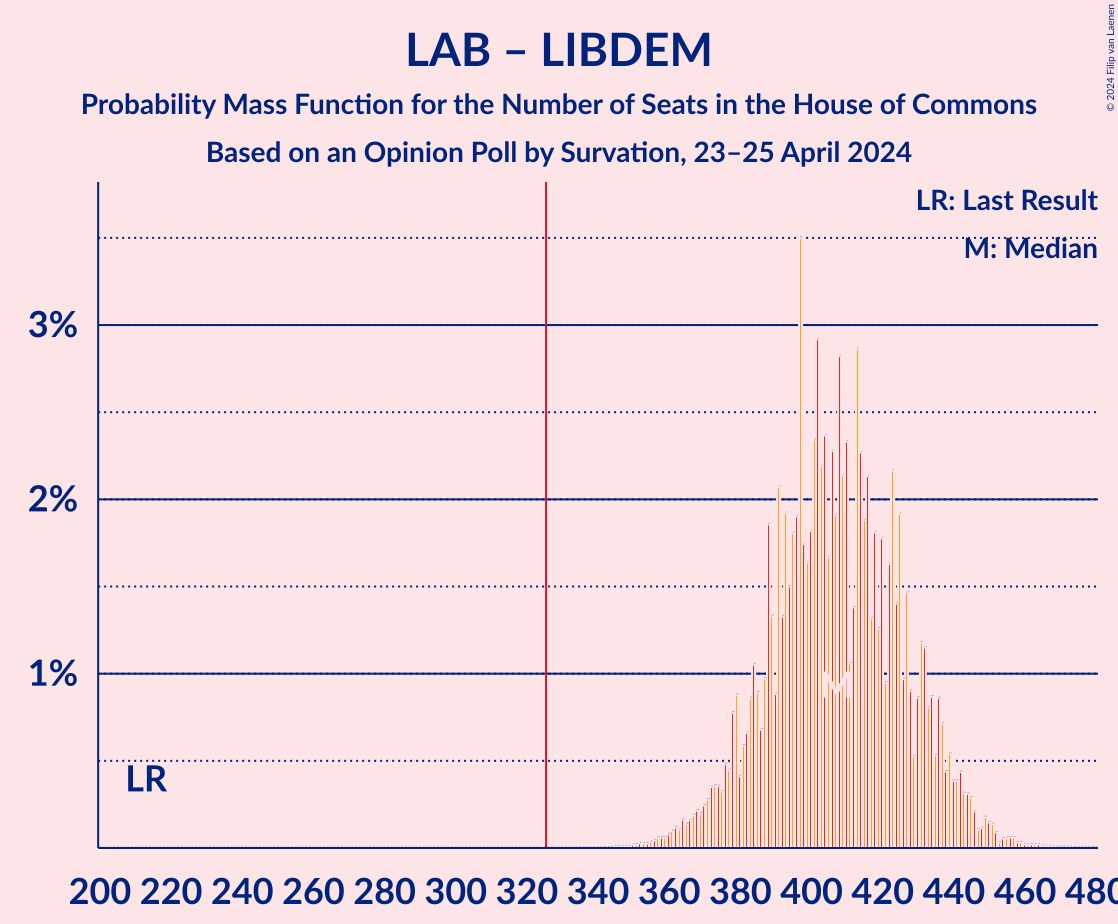 LAB – LIBDEM
Probability Mass Function for the Number of Seats in the House of Commons
Based on an Opinion Poll by Survation, 23–25 April 2024
© 2024 Filip van Laenen
LR: Last Result
M: Median
3%
2%
1%
LR
M
200 220 240 260 280 300 320 340 360 380 400 420 440 460 480